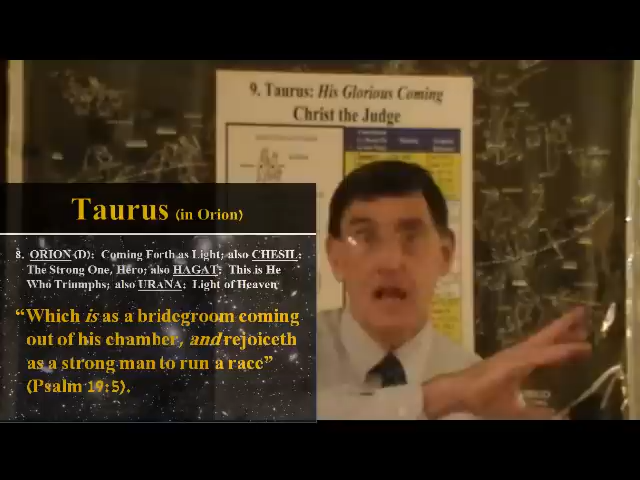 9. Taurus: His Glorious Coming
Christ the Judge
Taurus (in Orion)
8. ORION (D): Coming Forth as Light; also CHESIL:
The Strong One, Hero; also HAGAT: This is He
Who Triumphs; also URANA: Light of Heaven
“Which is as a bridegroom coming
out of his chamber, and rejoiceth
as a strong man to run a race”
(Psalm 19:5).